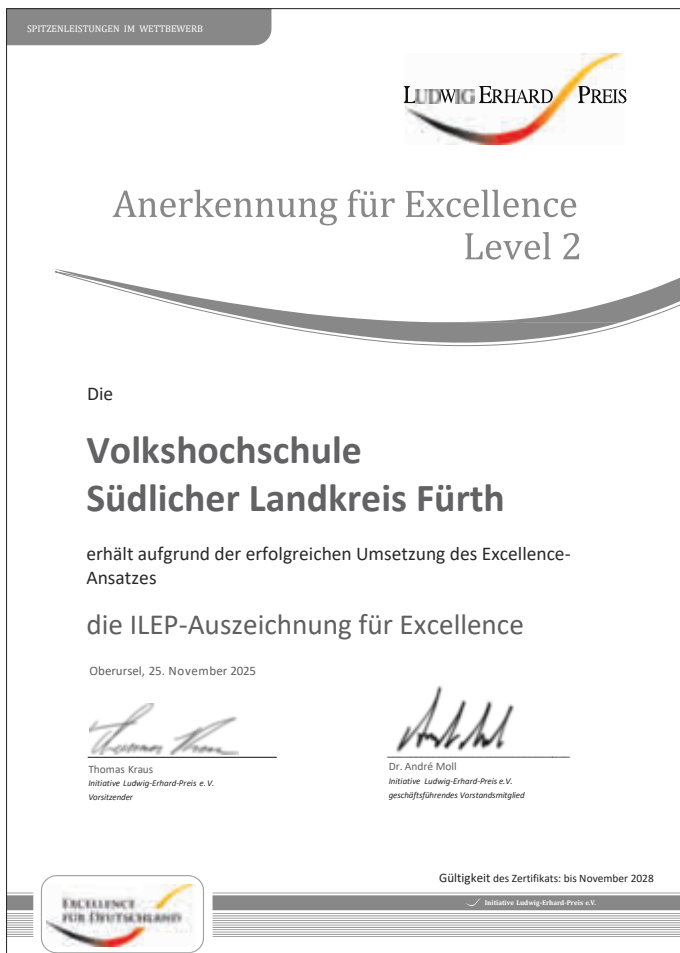 SPITZENLEISTUNGEN IM WETTBEWERB
LUDWIG ERHARD PREIS
Anerkennung für Excellence
Level 2
Die
Volkshochschule
Südlicher Landkreis Fürth
erhält aufgrund der erfolgreichen Umsetzung des Excellence-
Ansatzes
die ILEP-Auszeichnung für Excellence
Oberursel, 25. November 2025
Thomas Kraus
Initiative Ludwig-Erhard-Preis e.V.
Vorsitzender
Dr. André Moll
Initiative Ludwig-Erhard-Preis e.V.
geschäftsführendes Vorstandsmitglied
Gültigkeit des Zertifikats: bis November 2028
Initiative Ludwig-Erhard-Preis e.V.
EXCELLENCE
FÜR DEUTSCHLAND